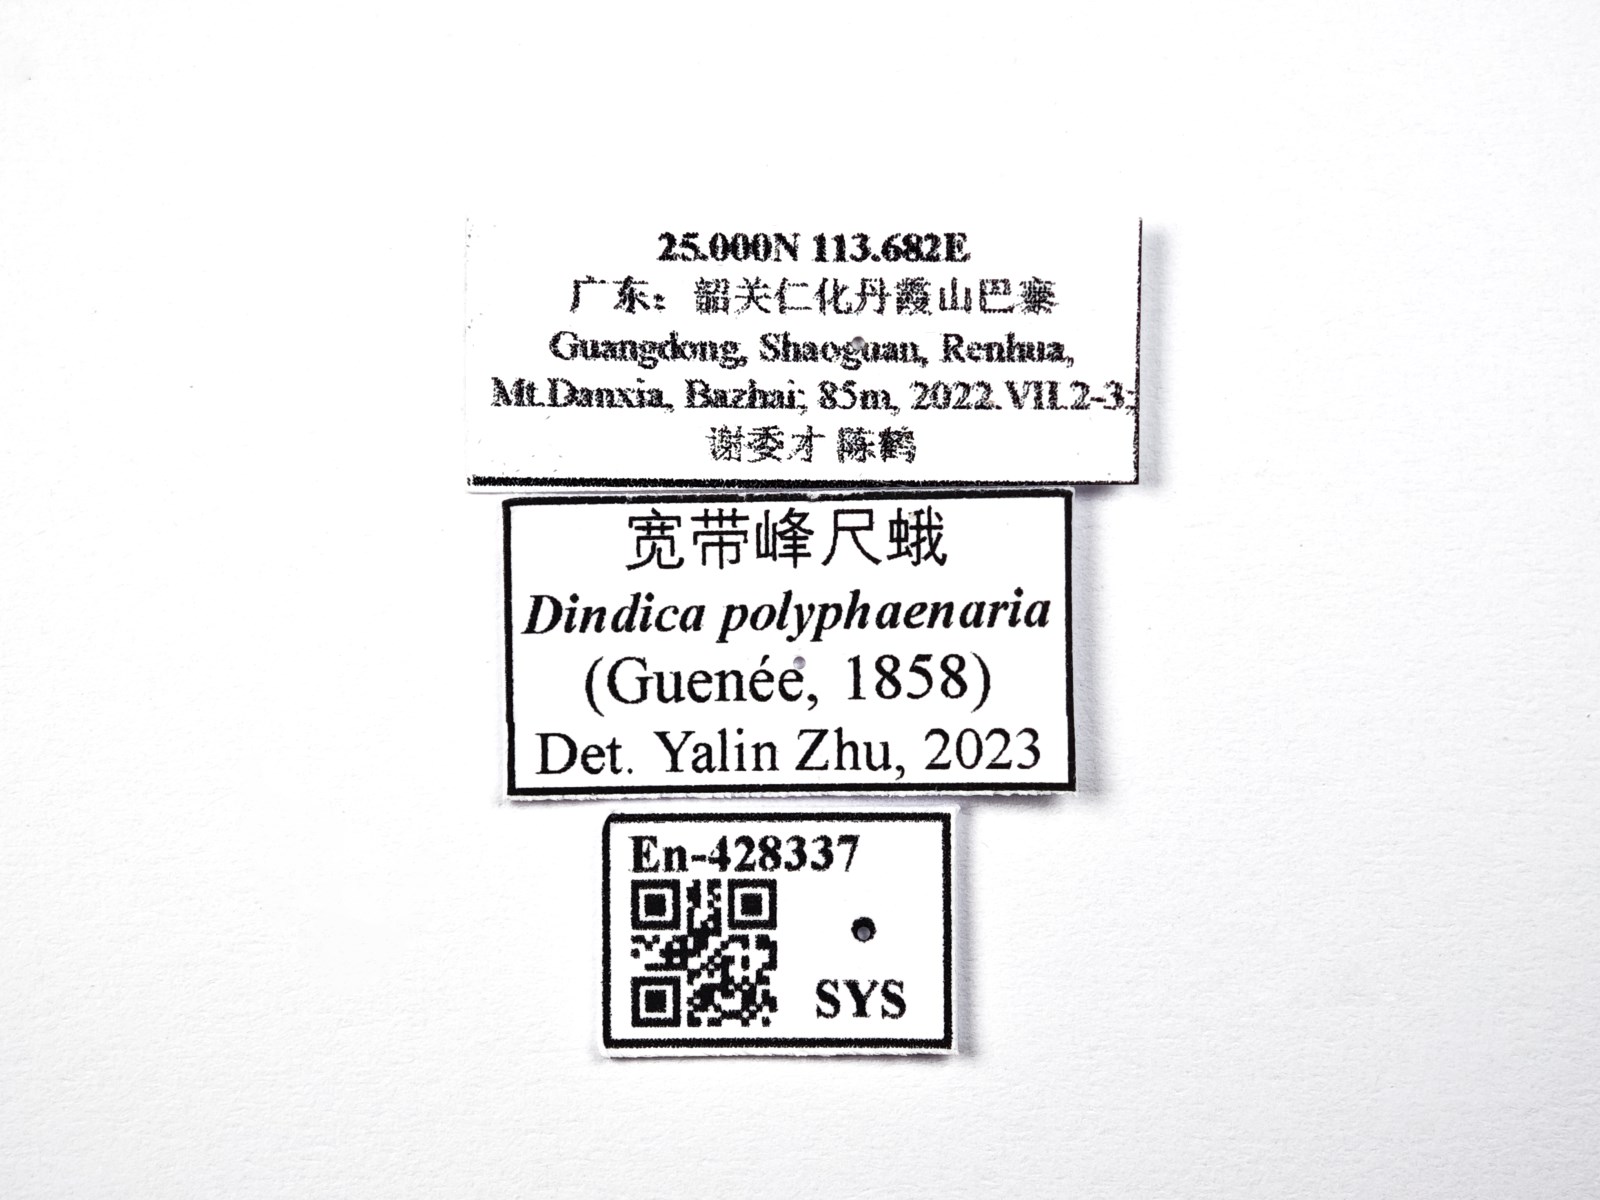 25.000N 113.682E
广东：韶关仁化丹霞山巴寨
Guangdong, Shaoguan, Renhua,
Mt.Danxia, Bazhai; 85m, 2022.VII.2-3;
谢委才 陈鹤
宽带峰尺蛾
Dindica polyphaenaria
(Guenée, 1858)
Det. Yalin Zhu, 2023
En-428337
SYS